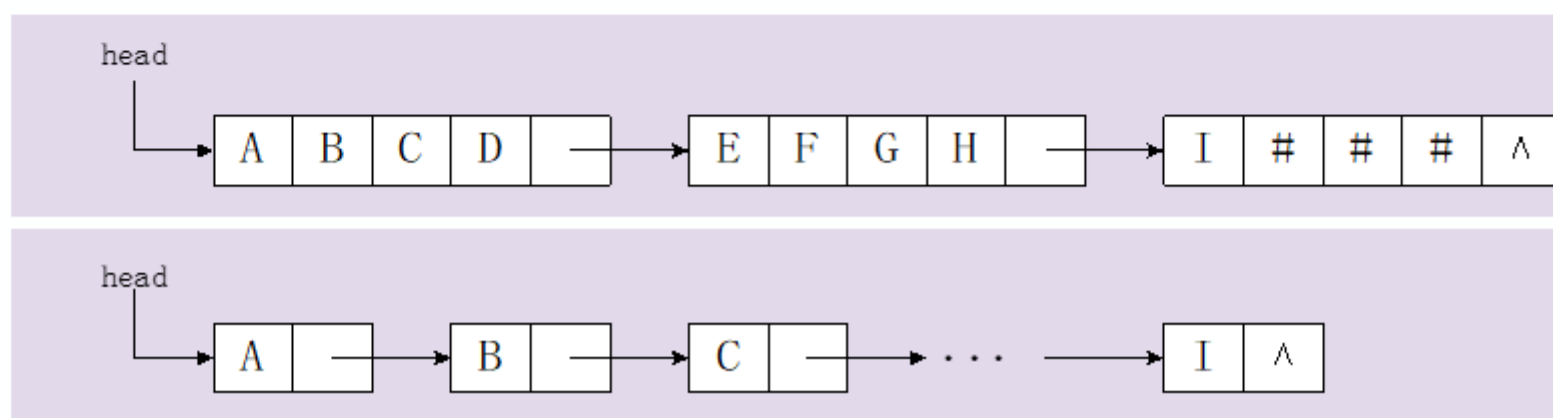 head
A B C D E F G H I # # # ∧
head
A B C ··· I ∧